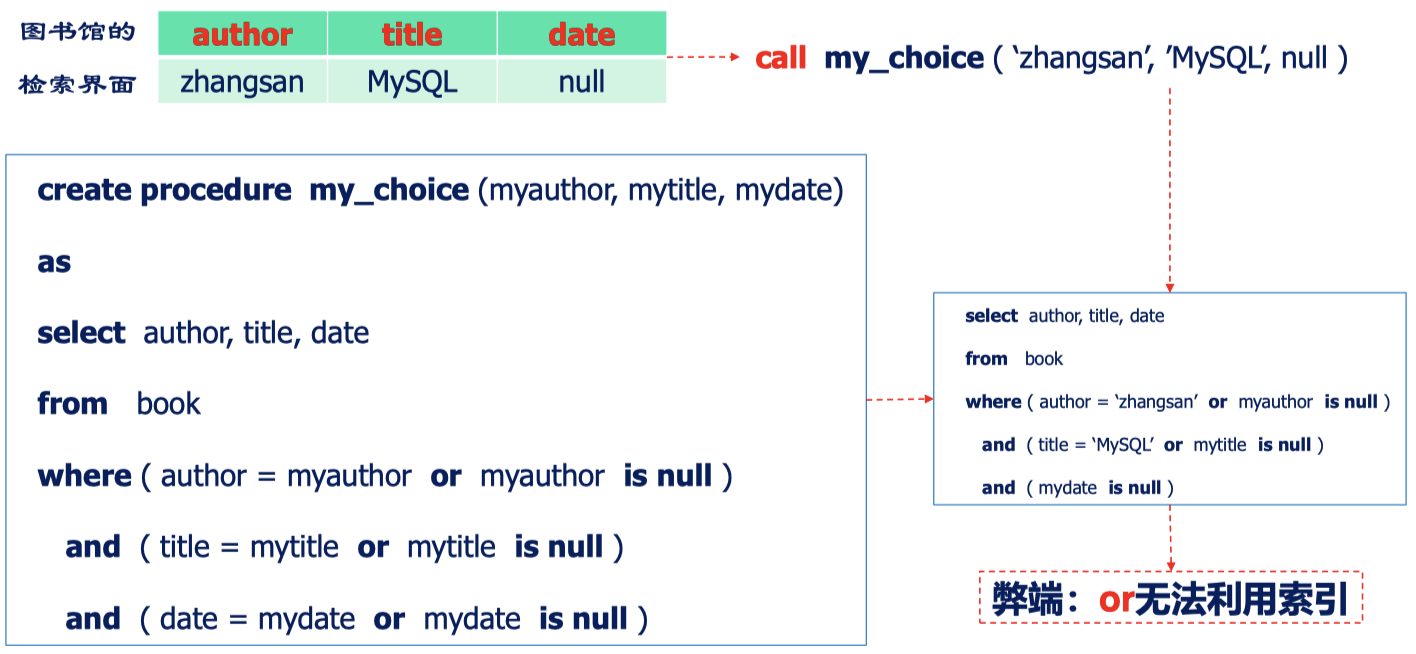 图书馆的
检索界面
author title date
zhangsan MySQL null
call my_choice ( ‘zhangsan’, ’MySQL’, null )
create procedure my_choice (myauthor, mytitle, mydate)
as
select author, title, date
from book
where ( author = myauthor or myauthor is null )
and ( title = mytitle or mytitle is null )
and ( date = mydate or mydate is null )
select author, title, date
from book
where ( author = ‘zhangsan’ or myauthor is null )
and ( title = ‘MySQL’ or mytitle is null )
and ( mydate is null )
弊端：or无法利用索引